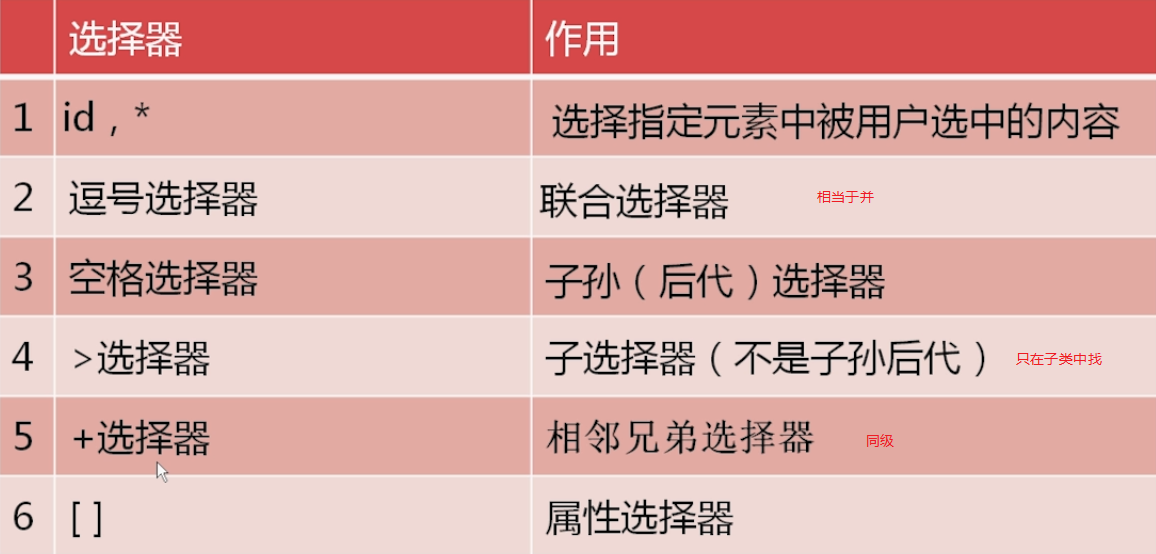 选择器 作用
1 id，* 选择指定元素中被用户选中的内容
2 逗号选择器 联合选择器 相当于并
3 空格选择器 子孙（后代）选择器
4 >选择器 子选择器（不是子孙后代） 只在子类中找
5 +选择器 相邻兄弟选择器 同级
6 [ ] 属性选择器